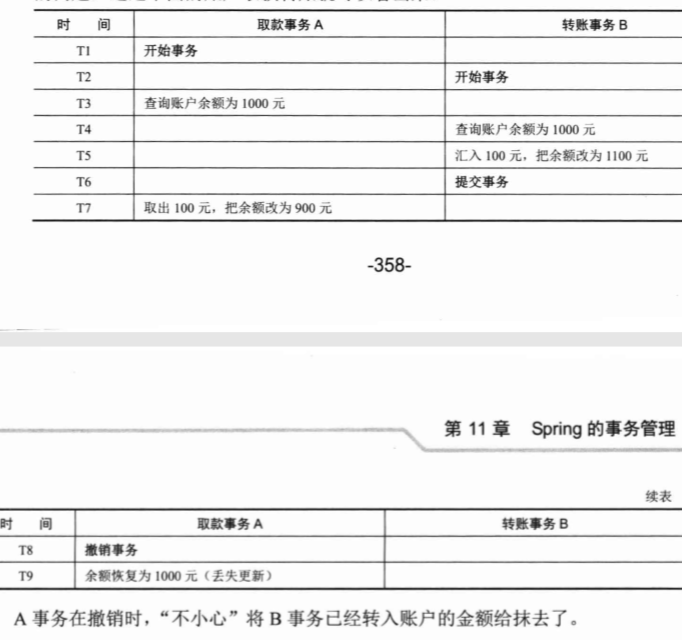 时 间 取款事务 A 转账事务 B
T1 开始事务
T2 开始事务
T3 查询账户余额为 1000 元
T4 查询账户余额为 1000 元
T5 汇入 100 元，把余额改为 1100 元
T6 提交事务
T7 取出 100 元，把余额改为 900 元
-358-
第 11 章 Spring 的事务管理
续表
时 间 取款事务 A 转账事务 B
T8 撤销事务
T9 余额恢复为 1000 元（丢失更新）
A 事务在撤销时，“不小心”将 B 事务已经转入账户的金额给抹去了。